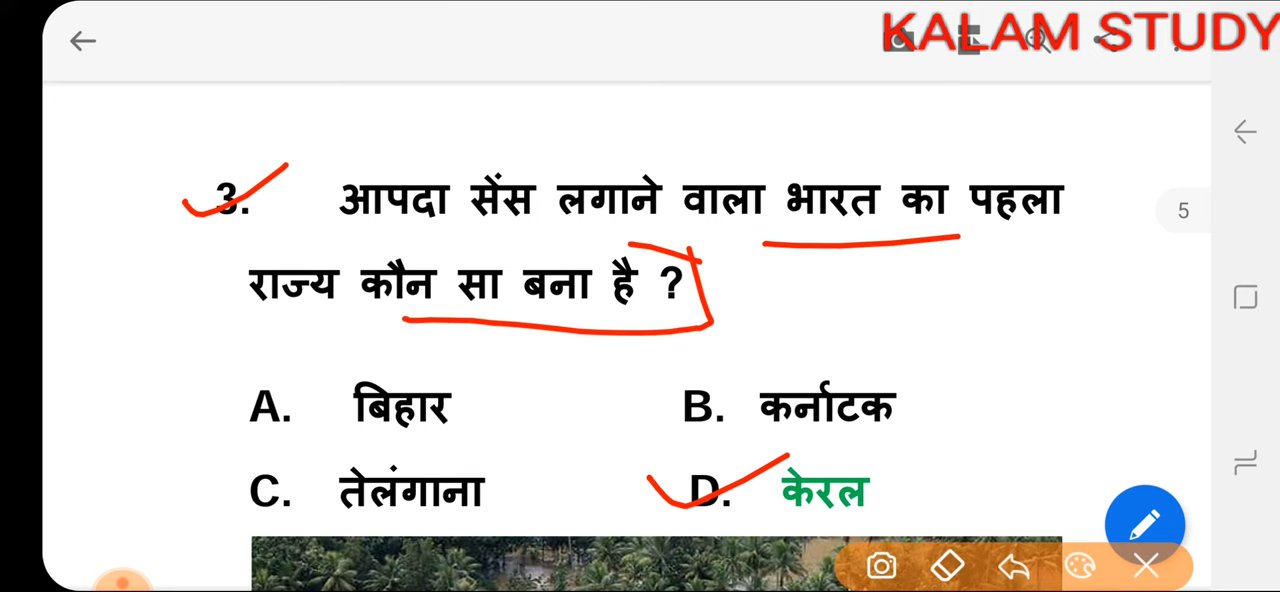 KALAM STUDY
3. आपदा सेंस लगाने वाला भारत का पहला
5
राज्य कौन सा बना है ?
A. बिहार B. कर्नाटक
C. तेलंगाना D. केरल